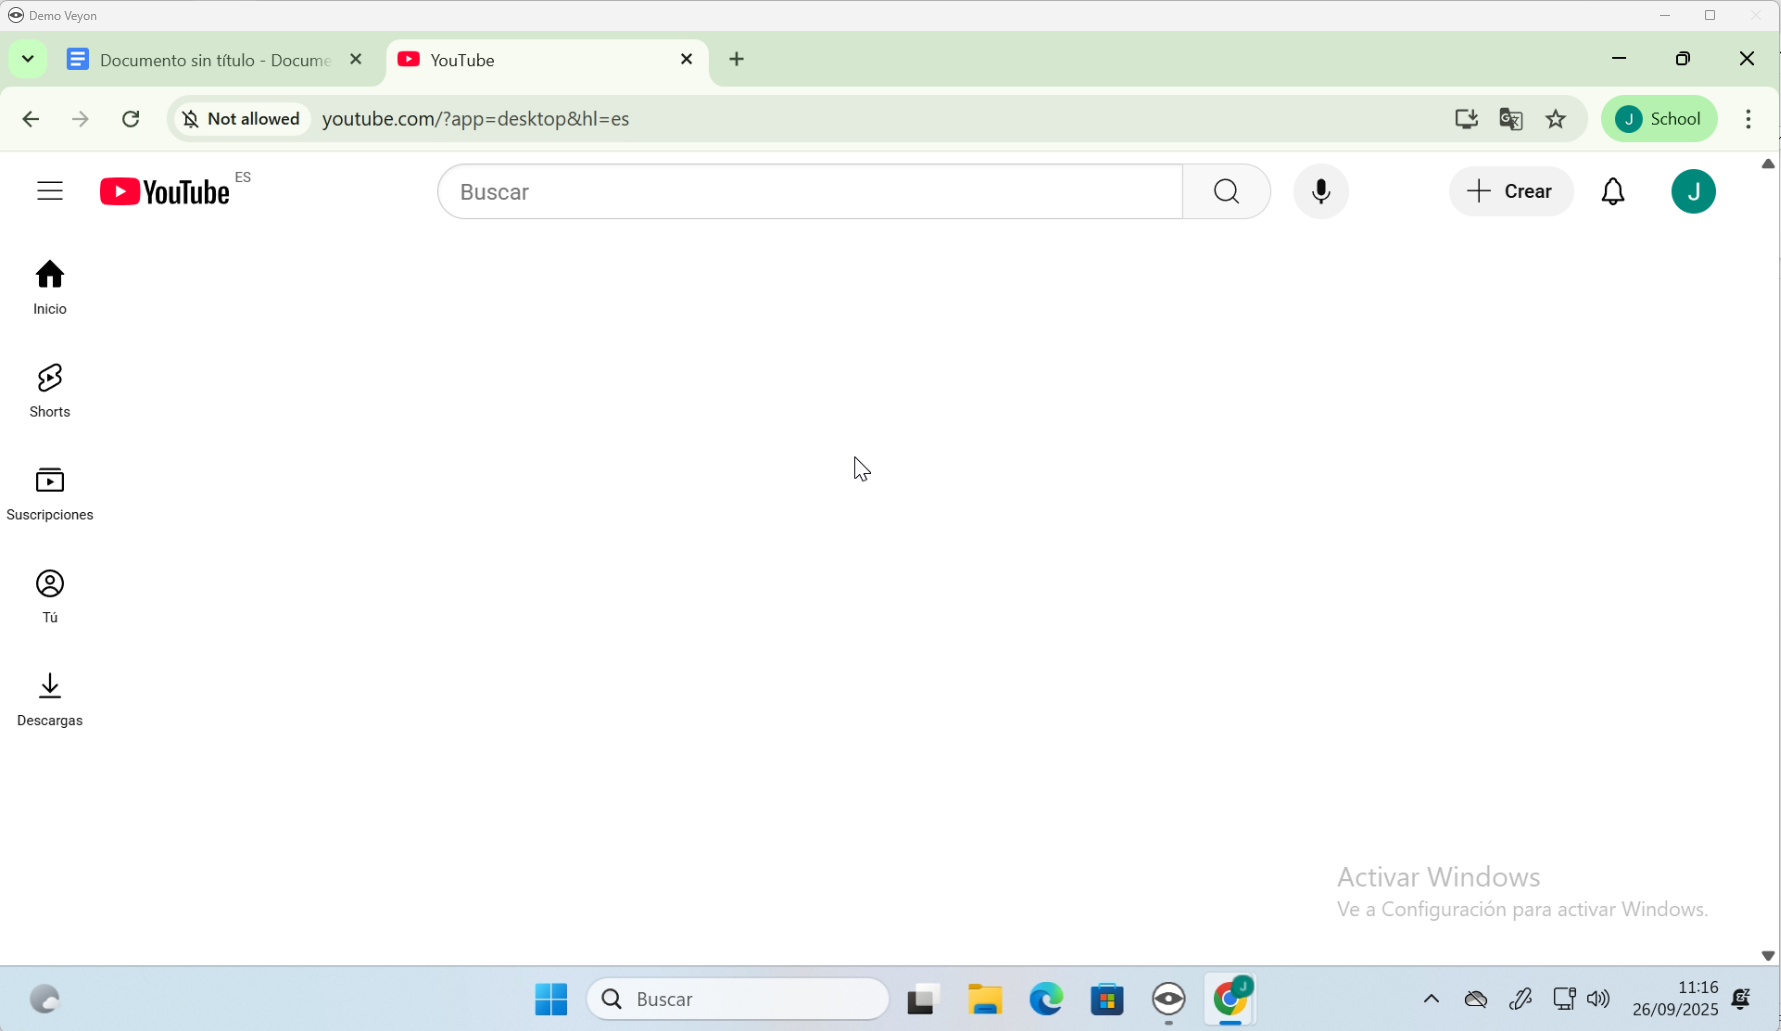 Demo Veyon
Documento sin título - Docume
YouTube
Not allowed
youtube.com/?app=desktop&hl=es
J
School
YouTube
ES
Buscar
Crear
J
Inicio
Shorts
Suscripciones
Tú
Descargas
Activar Windows
Ve a Configuración para activar Windows.
Buscar
J
11:16
26/09/2025